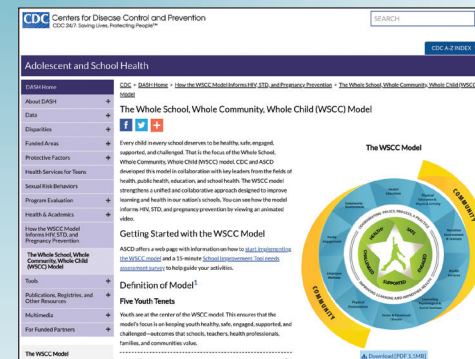 CDC Centers for Disease Control and Prevention
CDC 24/7. Saving Lives, Protecting People™
SEARCH
CDC A-Z INDEX
Adolescent and School Health
DASH Home
About DASH +
Data +
Disparities +
Funded Areas +
Protective Factors +
Health Services for Teens
Sexual Risk Behaviors
Program Evaluation +
Health & Academics +
How the WSCC Model
Informs HIV, STD, and
Pregnancy Prevention
The Whole School, Whole
Community, Whole Child
(WSCC) Model
Tools +
Publications, Registries, and
Other Resources +
Multimedia +
For Funded Partners +
The WSCC Model
CDC > DASH Home > How the WSCC Model Informs HIV, STD, and Pregnancy Prevention > The Whole School, Whole Community, Whole Child (WSCC)
Model
The Whole School, Whole Community, Whole Child (WSCC) Model
Every child in every school deserves to be healthy, safe, engaged,
supported, and challenged. That is the focus of the Whole School,
Whole Community, Whole Child (WSCC) model. CDC and ASCD
developed this model in collaboration with key leaders from the fields of
health, public health, education, and school health. The WSCC model
strengthens a unified and collaborative approach designed to improve
learning and health in our nation's schools. You can see how the model
informs HIV, STD, and pregnancy prevention by viewing an animated
video.
Getting Started with the WSCC Model
ASCD offers a web page with information on how to start implementing
the WSCC model and a 15-minute School Improvement Tool needs
assessment survey to help guide your activities.
Definition of Model1
Five Youth Tenets
Youth are at the center of the WSCC model. This ensures that the
model's focus is on keeping youth healthy, safe, engaged, supported, and
challenged—outcomes that schools, teachers, health professionals,
families, and communities value.
The WSCC Model
COMMUNITY
Health
Education
COORDINATING POLICY, PROCESS, & PRACTICE
HEALTHY
SAFE
ENGAGED
SUPPORTED
CHALLENGED
IMPROVING LEARNING AND IMPROVING HEALTH
COMMUNITY
Download [PDF 1.1MB]